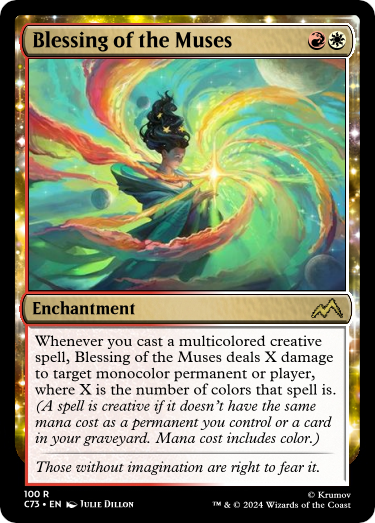 Blessing of the Muses
Enchantment
Whenever you cast a multicolored creative
spell, Blessing of the Muses deals X damage
to target monocolor permanent or player,
where X is the number of colors that spell is.
(A spell is creative if it doesn't have the same
mana cost as a permanent you control or a card
in your graveyard. Mana cost includes color.)
Those without imagination are right to fear it.
100 R
© Krumov
C73 • EN Julie Dillon
™ & © 2024 Wizards of the Coast